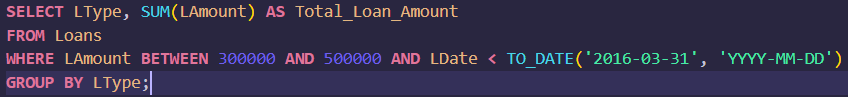 SELECT LType, SUM(LAmount) AS Total_Loan_Amount
FROM Loans
WHERE LAmount BETWEEN 300000 AND 500000 AND LDate < TO_DATE('2016-03-31', 'YYYY-MM-DD')
GROUP BY LType;